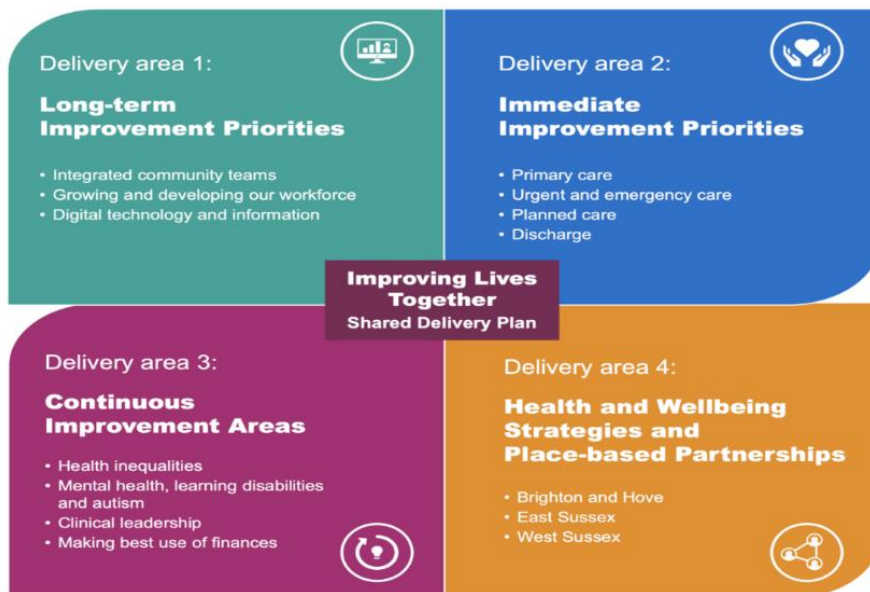 Delivery area 1:
Long-term
Improvement Priorities
• Integrated community teams
• Growing and developing our workforce
• Digital technology and information
Delivery area 2:
Immediate
Improvement Priorities
• Primary care
• Urgent and emergency care
• Planned care
• Discharge
Improving Lives
Together
Shared Delivery Plan
Delivery area 3:
Continuous
Improvement Areas
• Health inequalities
• Mental health, learning disabilities
and autism
• Clinical leadership
• Making best use of finances
Delivery area 4:
Health and Wellbeing
Strategies and
Place-based Partnerships
• Brighton and Hove
• East Sussex
• West Sussex